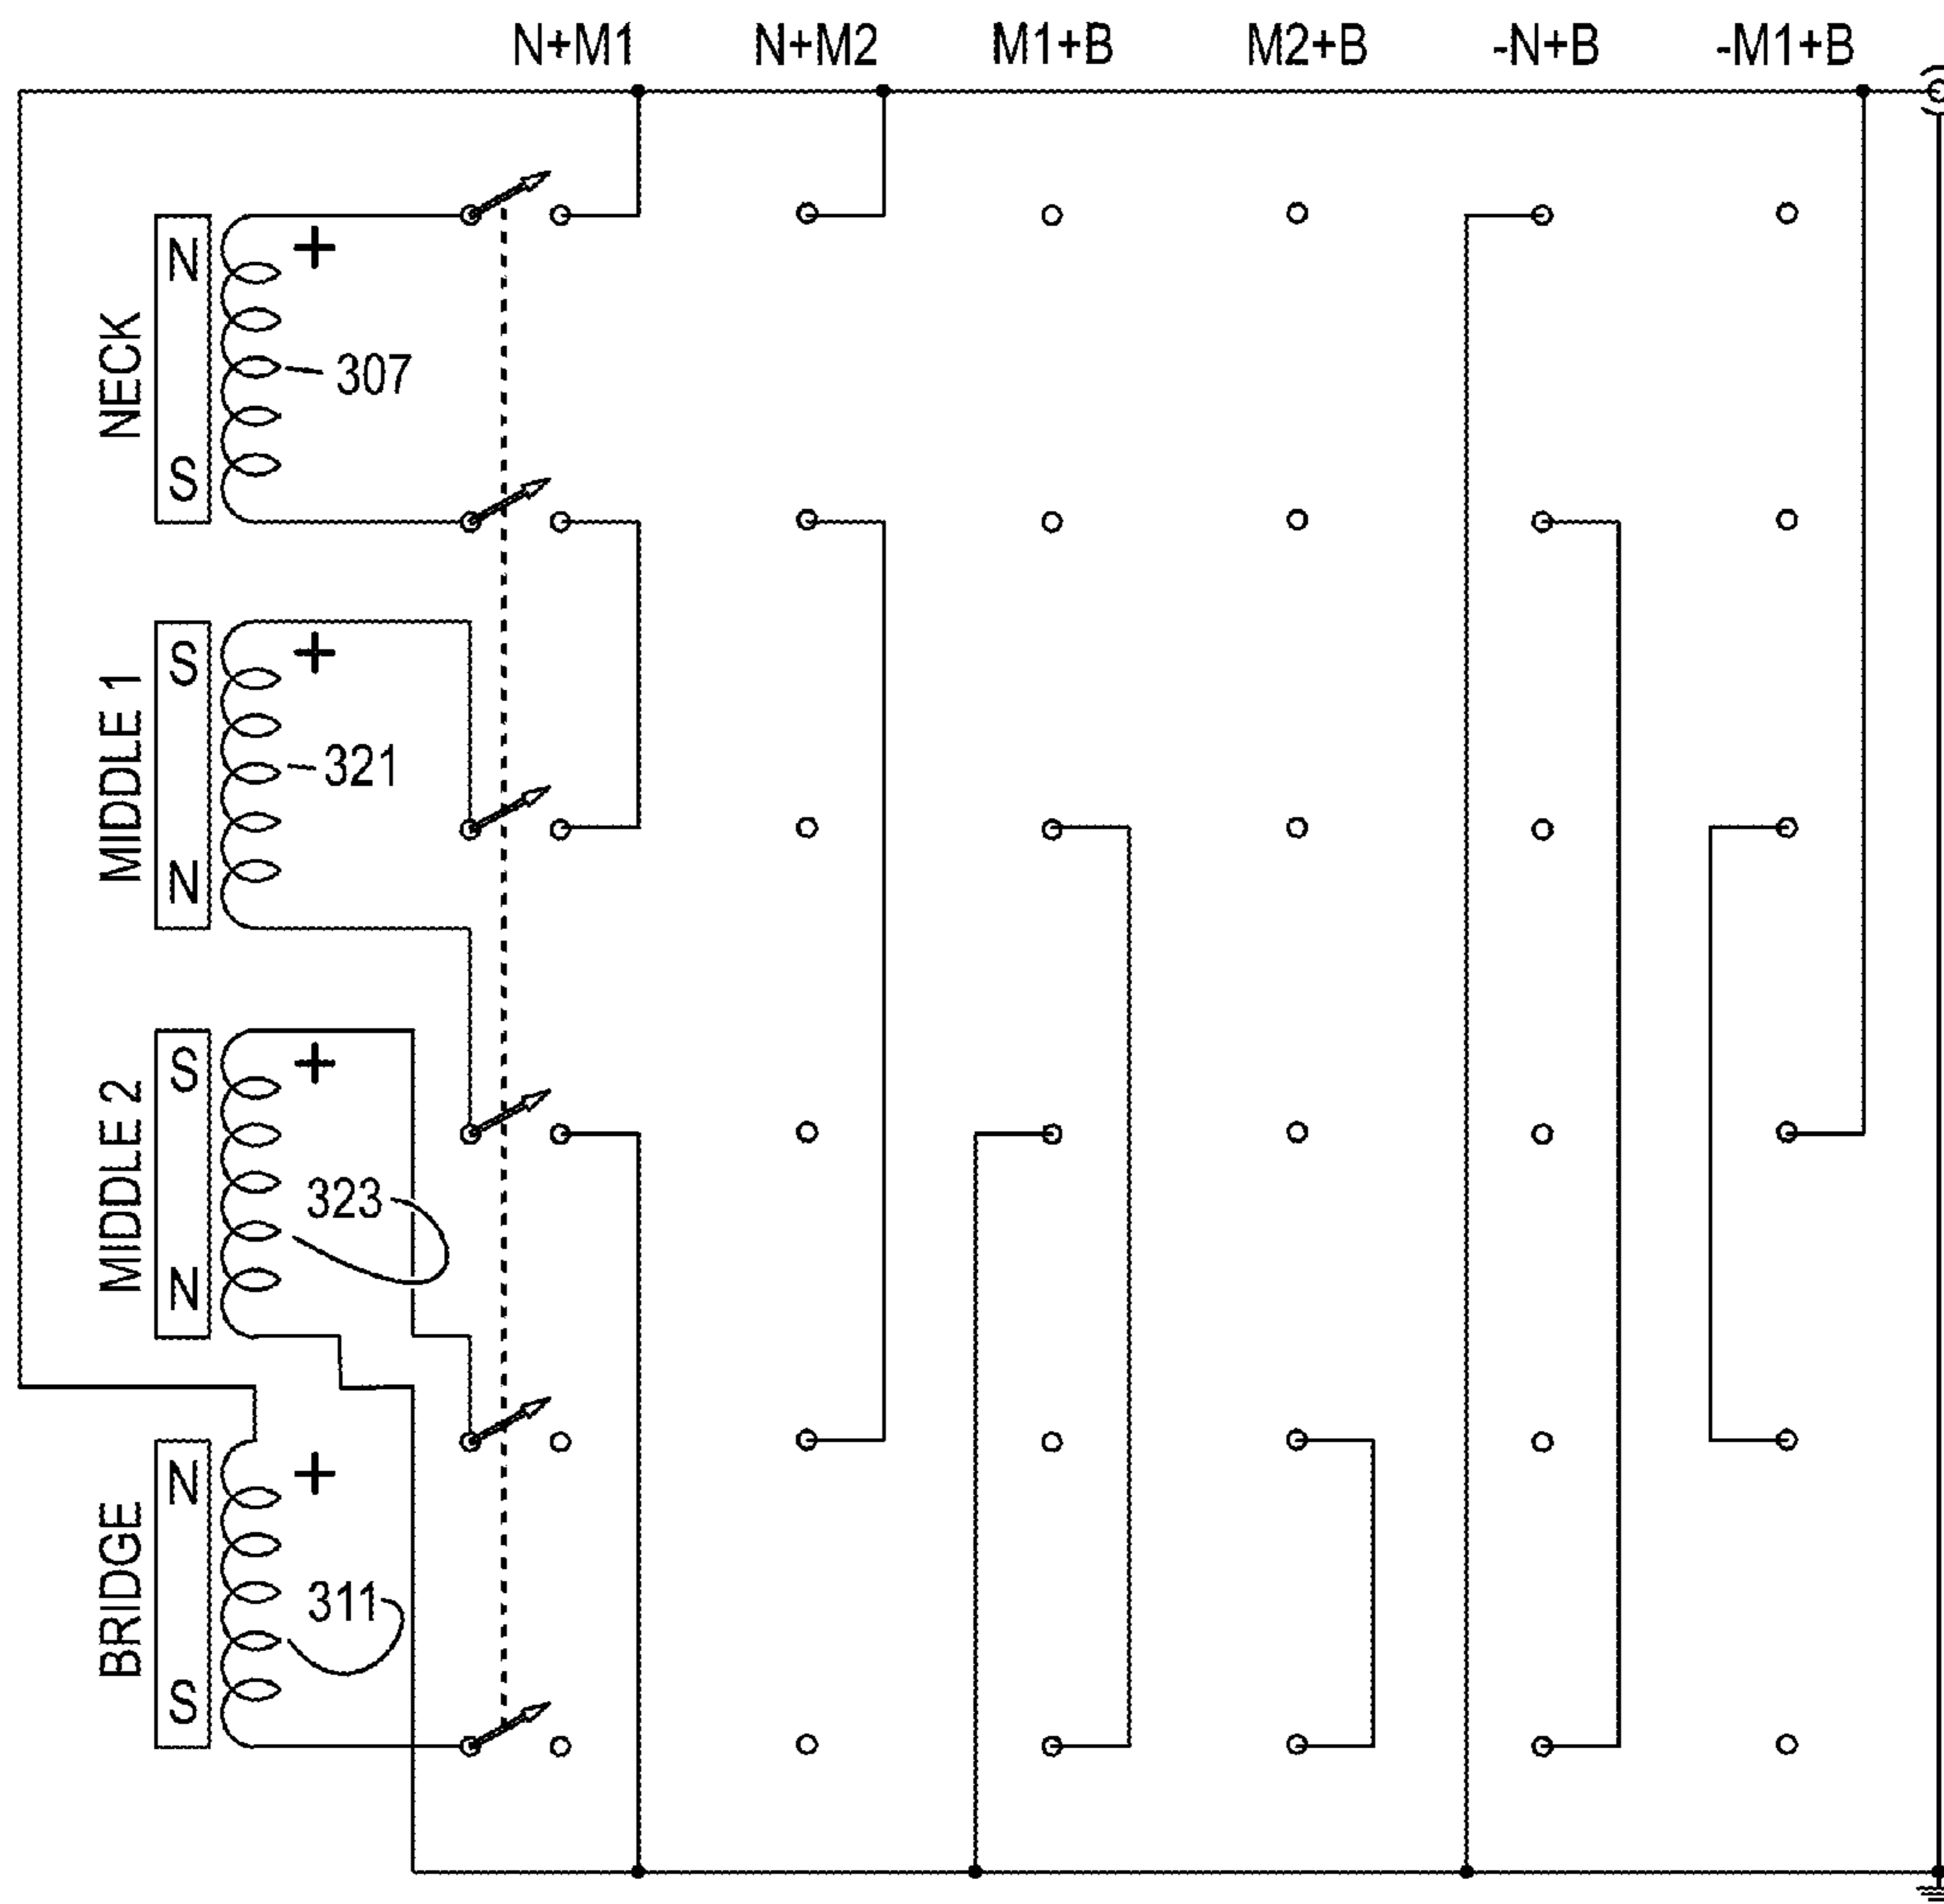 N+M1 N+M2 M1+B M2+B -N+B -M1+B
NECK
N
+
307
S
MIDDLE 1
S
+
321
N
MIDDLE 2
S
+
323
N
BRIDGE
N
+
311
S